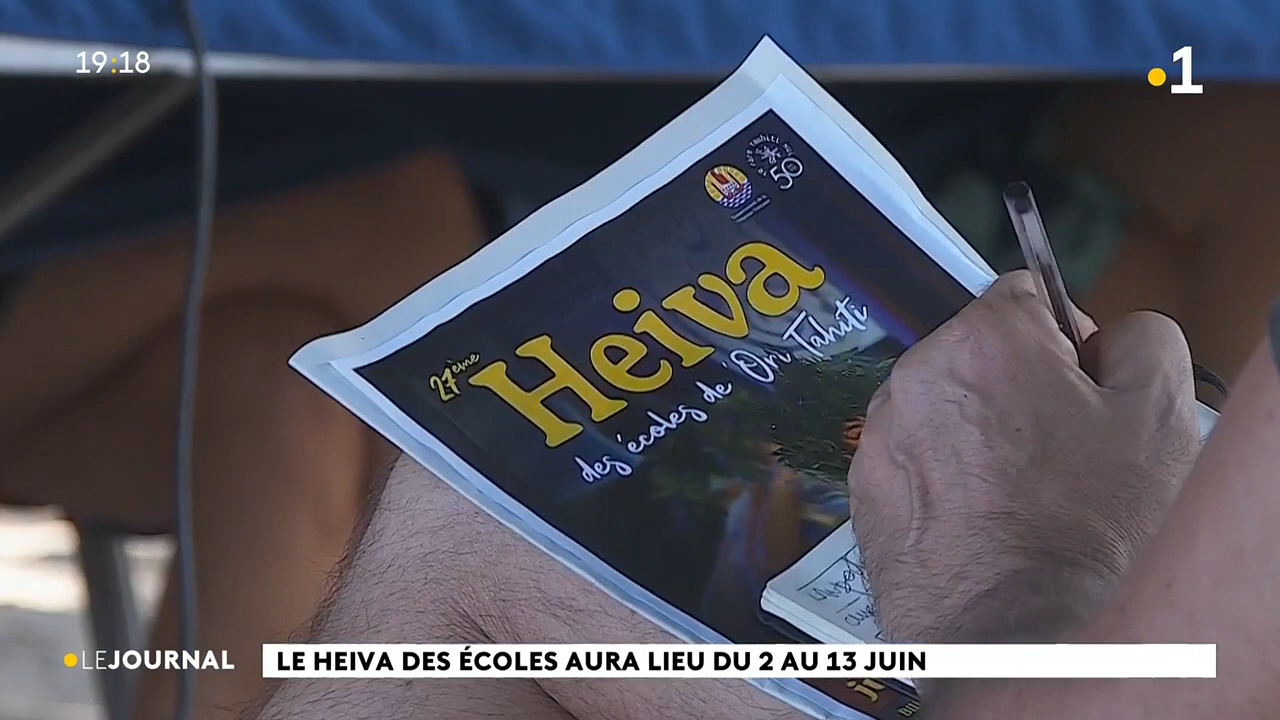 19:18
1
50
27ème
Heiva
des écoles de 'Ori Tahiti
LEJOURNAL
LE HEIVA DES ÉCOLES AURA LIEU DU 2 AU 13 JUIN